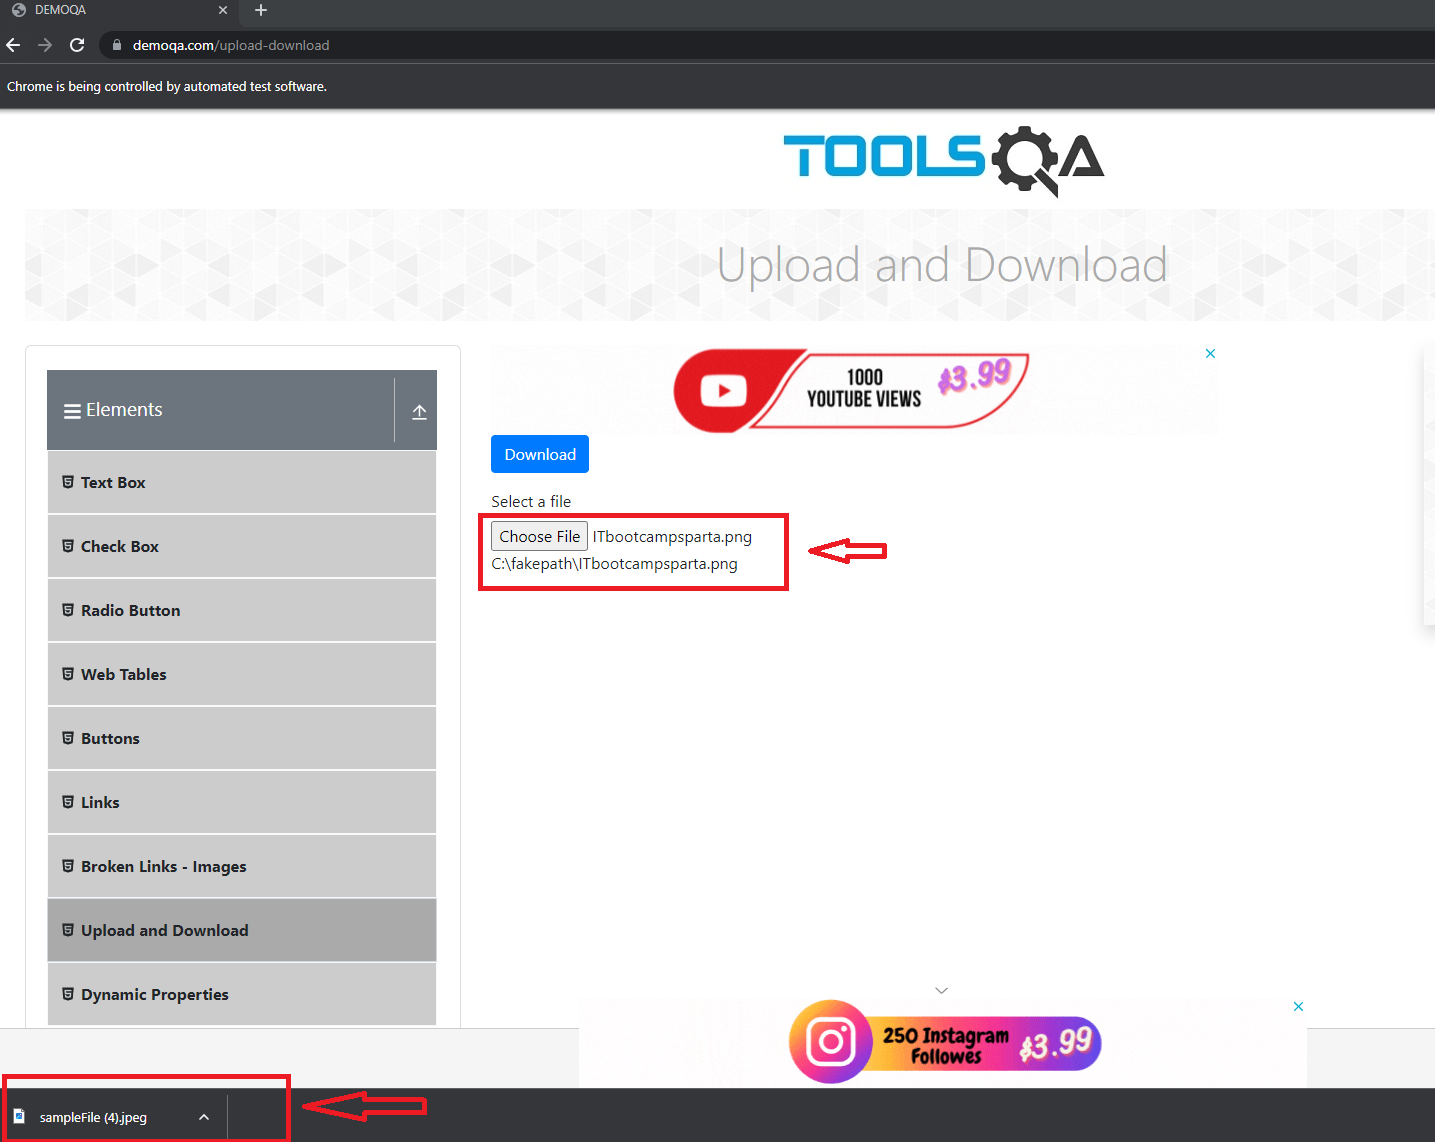 DEMOQA
demoqa.com/upload-download
Chrome is being controlled by automated test software.
TOOLSQA
Upload and Download
Elements
Text Box
Check Box
Radio Button
Web Tables
Buttons
Links
Broken Links - Images
Upload and Download
Dynamic Properties
1000
YOUTUBE VIEWS
$3.99
Download
Select a file
Choose File ITbootcampsparta.png
C:\fakepath\ITbootcampsparta.png
250 Instagram
Followes
$3.99
sampleFile (4).jpeg